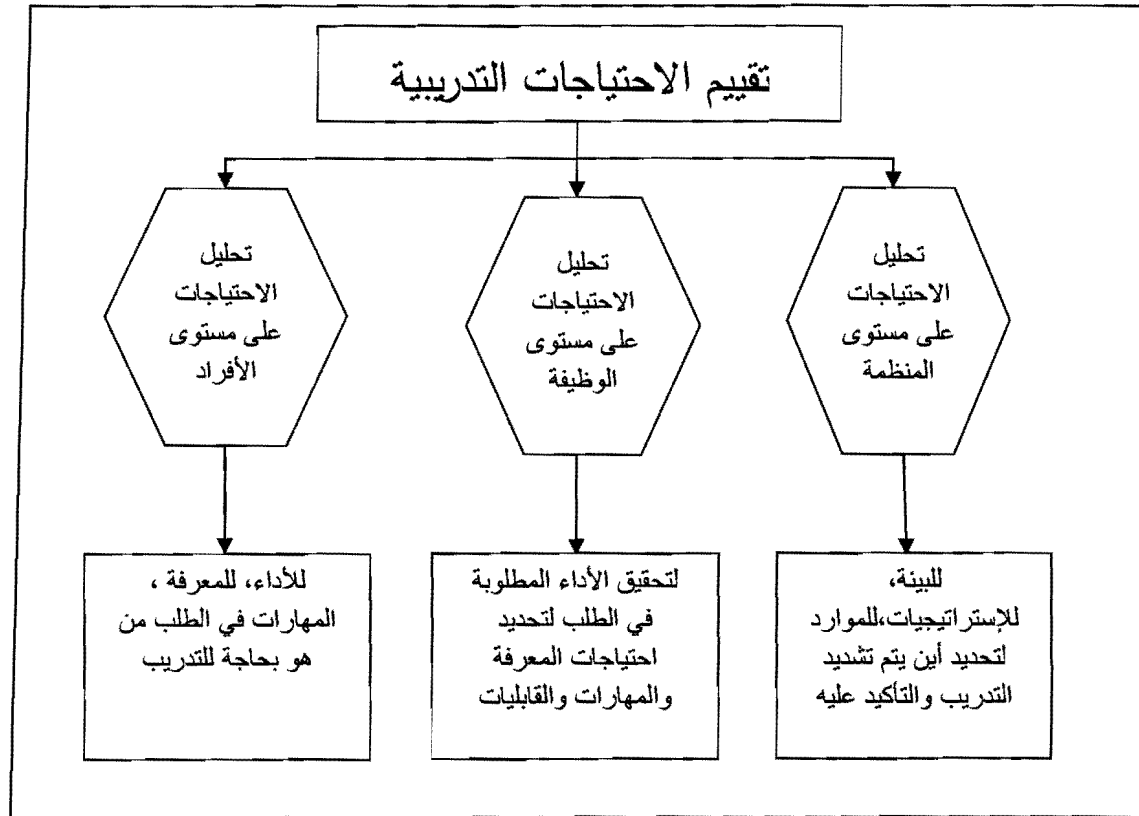 تقييم الاحتياجات التدريبية
تحليل
الاحتياجات
على مستوى
المنظمة
تحليل
الاحتياجات
على مستوى
الوظيفة
تحليل
الاحتياجات
على مستوى
الأفراد
للبيئة،
للإستراتيجيات،للموارد
لتحديد أين يتم تشديد
التدريب والتأكيد عليه
لتحقيق الأداء المطلوبة
في الطلب لتحديد
احتياجات المعرفة
والمهارات والقابليات
للأداء، للمعرفة ،
المهارات في الطلب من
هو بحاجة للتدريب